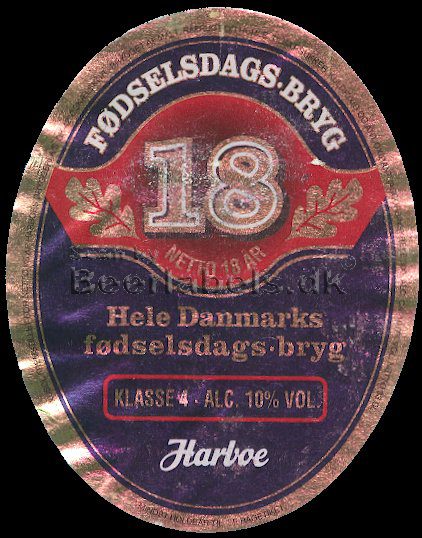 FØDSELSDAGS·BRYG
18
NETTO 18 ÅR
Beerlabels.dk
Hele Danmarks
fødselsdags·bryg
KLASSE 4 · ALC. 10% VOL.
Harboe